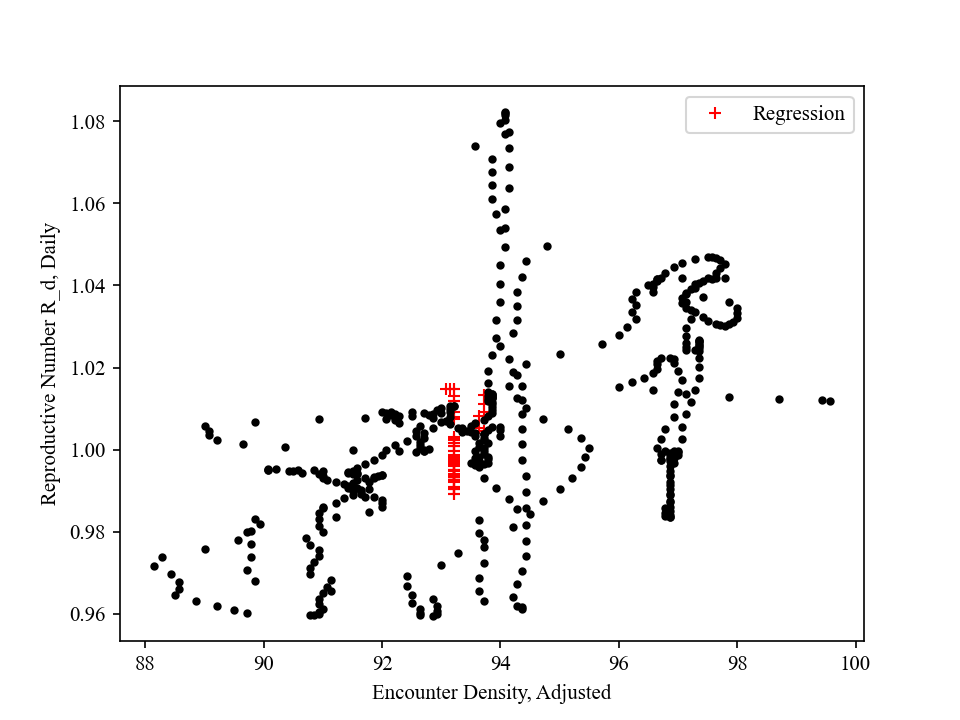 Regression
Reproductive Number R_d, Daily
1.08
1.06
1.04
1.02
1.00
0.98
0.96
88 90 92 94 96 98 100
Encounter Density, Adjusted